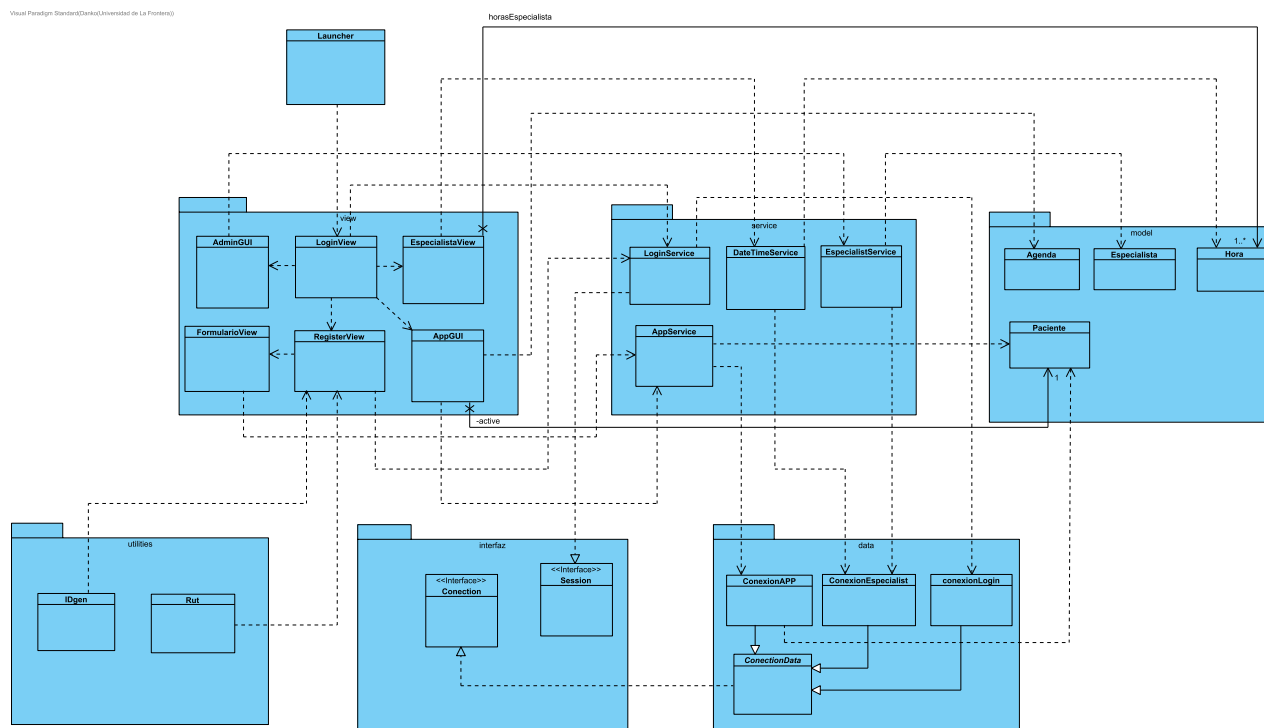 Visual Paradigm Standard(Danko(Universidad de La Frontera))
horasEspecialista
Launcher
view
AdminGUI
LoginView
EspecialistaView
FormularioView
RegisterView
AppGUI
-active
service
LoginService
DateTimeService
EspecialistService
AppService
model
1..*
Agenda
Especialista
Hora
Paciente
1
utilities
IDgen
Rut
interfaz
<<Interface>>
Conection
<<Interface>>
Session
data
ConexionAPP
ConexionEspecialist
conexionLogin
ConectionData